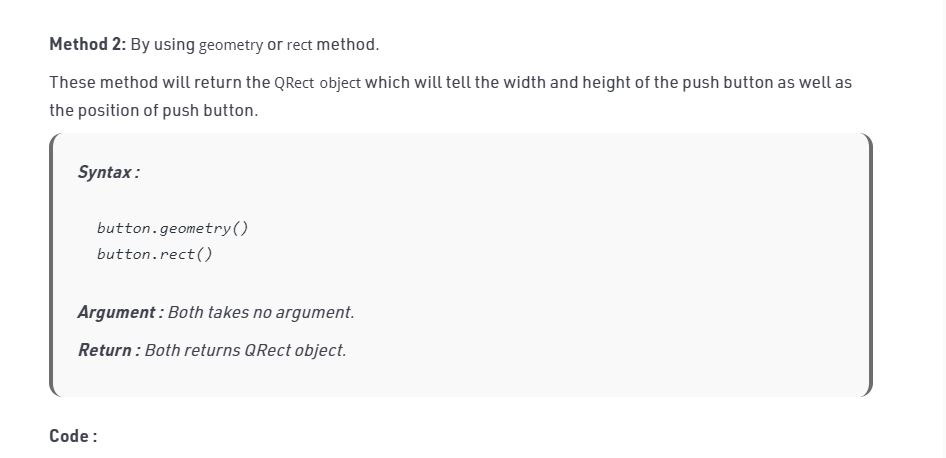 Method 2: By using geometry or rect method.
These method will return the QRect object which will tell the width and height of the push button as well as
the position of push button.
Syntax :
button.geometry()
button.rect()
Argument : Both takes no argument.
Return : Both returns QRect object.
Code :